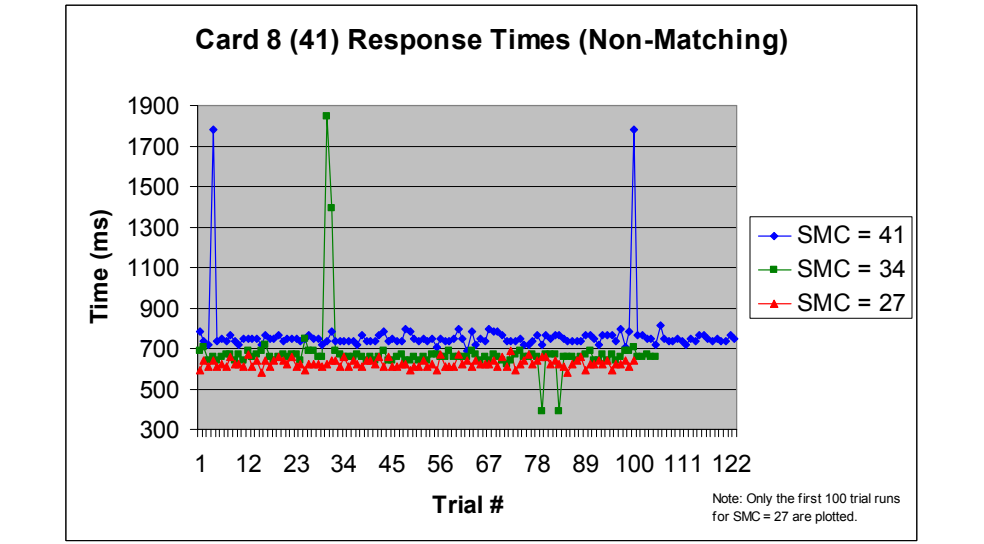 Card 8 (41) Response Times (Non-Matching)
1900
1700
1500
1300
1100
900
700
500
300
Time (ms)
1 12 23 34 45 56 67 78 89 100 111 122
Trial #
SMC = 41
SMC = 34
SMC = 27
Note: Only the first 100 trial runs
for SMC = 27 are plotted.